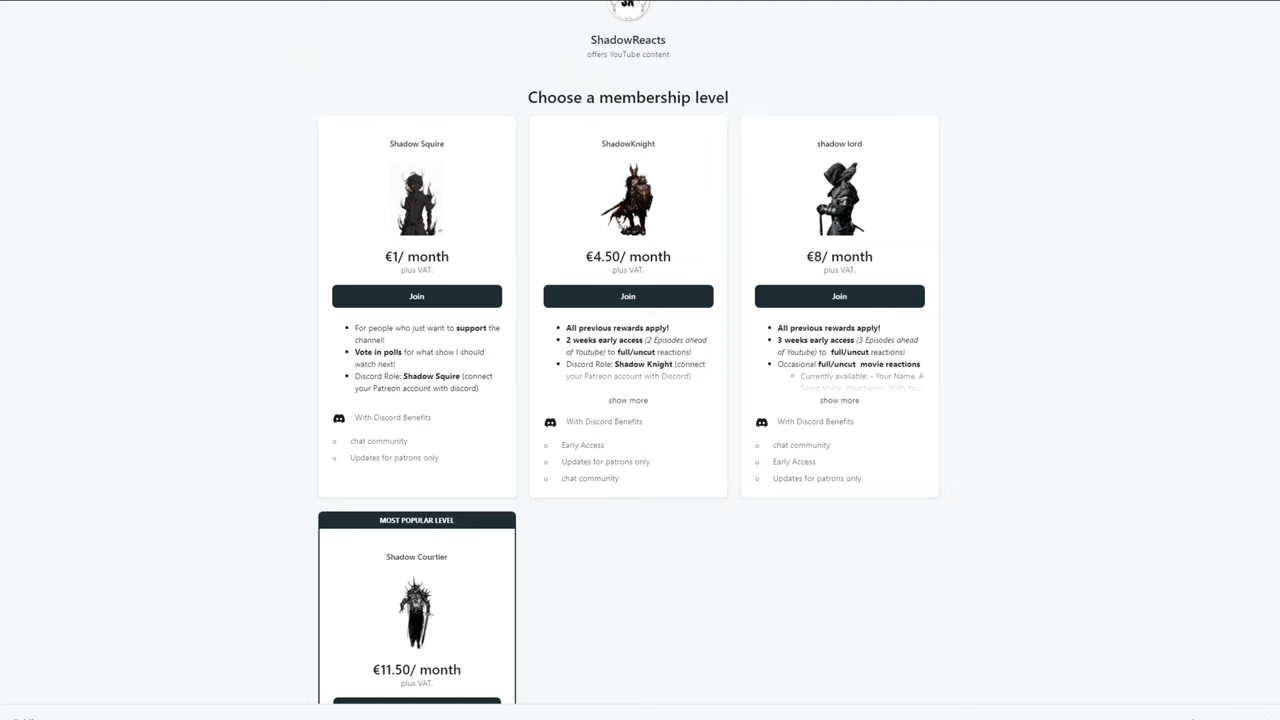 SR
ShadowReacts
offers YouTube content
Choose a membership level
Shadow Squire
€1/ month
plus VAT.
Join
For people who just want to support the
channel!
Vote in polls for what show I should
watch next!
Discord Role: Shadow Squire (connect
your Patreon account with discord)
With Discord Benefits
chat community
Updates for patrons only
ShadowKnight
€4.50/ month
plus VAT.
Join
All previous rewards apply!
2 weeks early access (2 Episodes ahead
of Youtube) to full/uncut reactions!
Discord Role: Shadow Knight (connect
your Patreon account with Discord)
show more
With Discord Benefits
Early Access
Updates for patrons only
chat community
shadow lord
€8/ month
plus VAT.
Join
All previous rewards apply!
3 weeks early access (3 Episodes ahead
of Youtube) to full/uncut reactions!
Occasional full/uncut movie reactions
Currently available: - Your Name, A
Silent Voice, Weathering With You
show more
With Discord Benefits
chat community
Early Access
Updates for patrons only
MOST POPULAR LEVEL
Shadow Courtier
€11.50/ month
plus VAT.